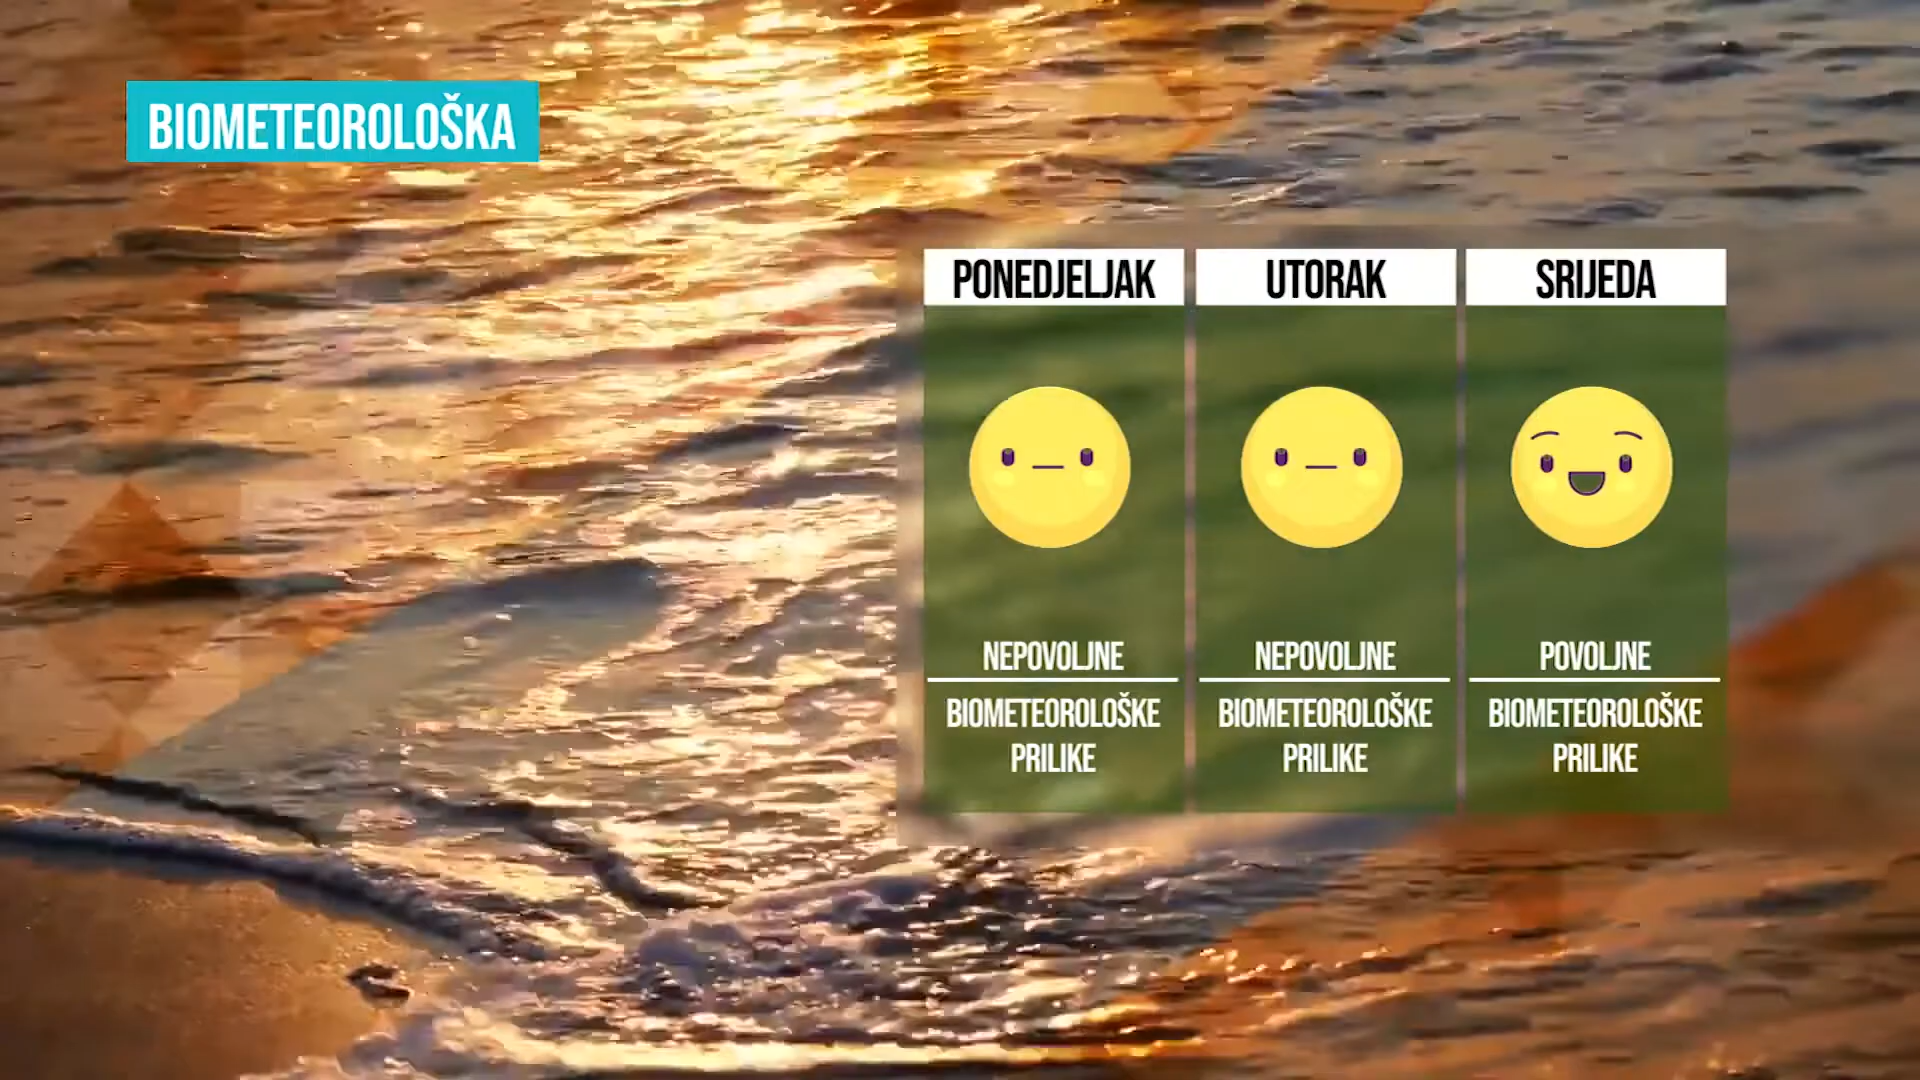 BIOMETEOROLOŠKA
PONEDJELJAK
NEPOVOLJNE
BIOMETEOROLOŠKE
PRILIKE
UTORAK
NEPOVOLJNE
BIOMETEOROLOŠKE
PRILIKE
SRIJEDA
POVOLJNE
BIOMETEOROLOŠKE
PRILIKE